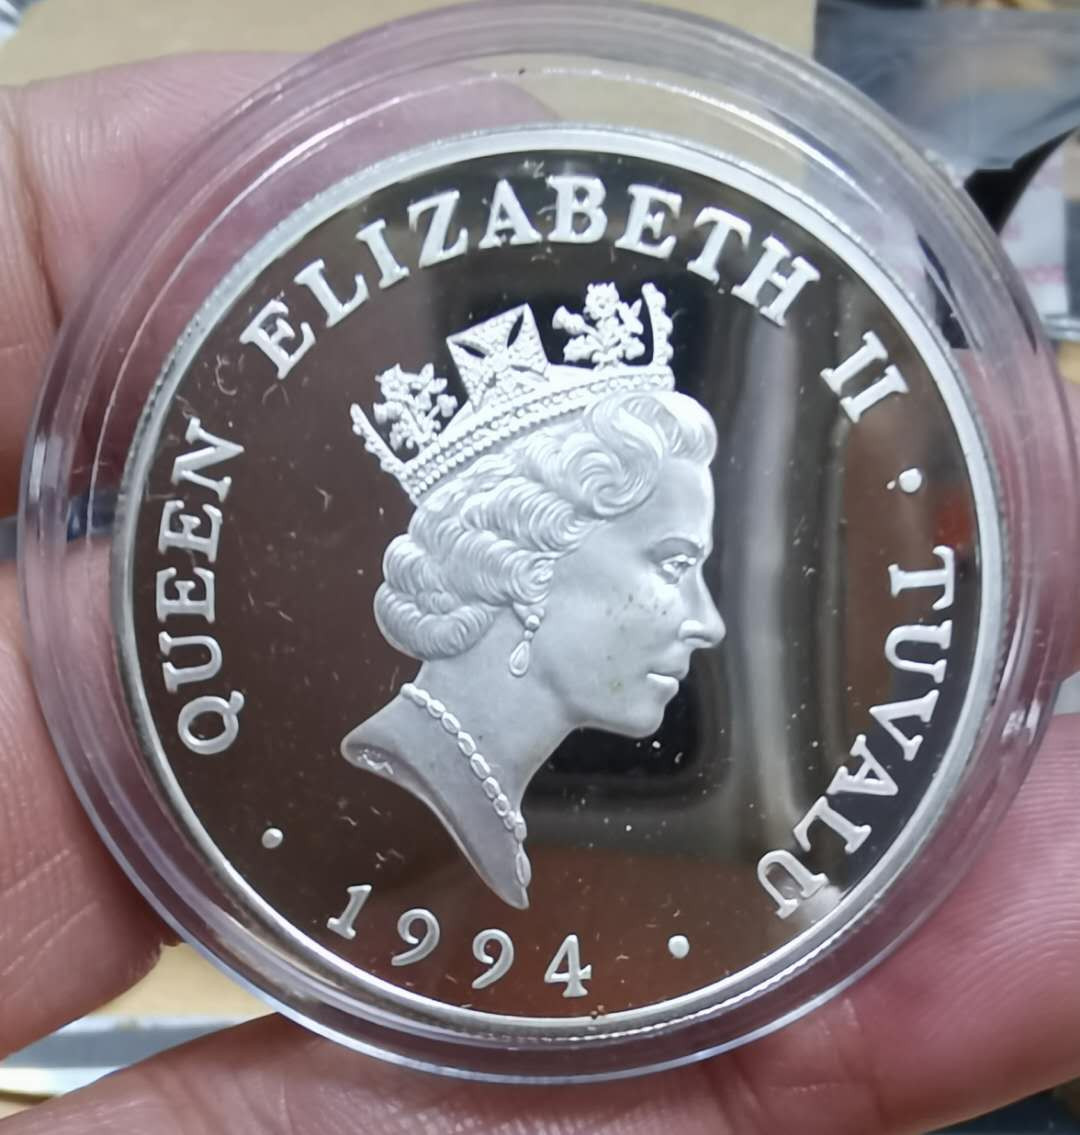 QUEEN ELIZABETH II · TUVALU
· 1994 ·